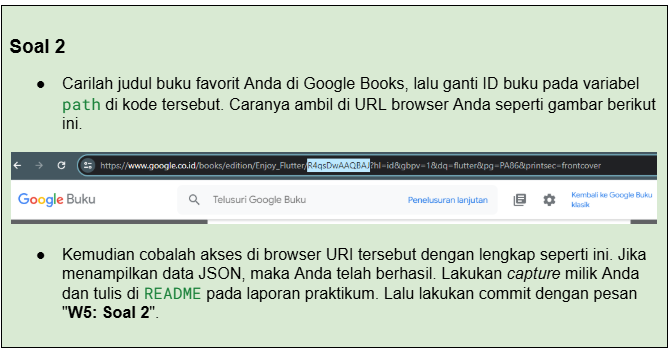 Soal 2
● Carilah judul buku favorit Anda di Google Books, lalu ganti ID buku pada variabel
path di kode tersebut. Caranya ambil di URL browser Anda seperti gambar berikut
ini.
https://www.google.co.id/books/edition/Enjoy_Flutter/R4qsDwAAQBAJ?hl=id&gbpv=1&dq=flutter&pg=PA86&printsec=frontcover
Google Buku Telusuri Google Buku Penelusuran lanjutan Kembali ke Google Buku
klasik
● Kemudian cobalah akses di browser URI tersebut dengan lengkap seperti ini. Jika
menampilkan data JSON, maka Anda telah berhasil. Lakukan capture milik Anda
dan tulis di README pada laporan praktikum. Lalu lakukan commit dengan pesan
"W5: Soal 2".